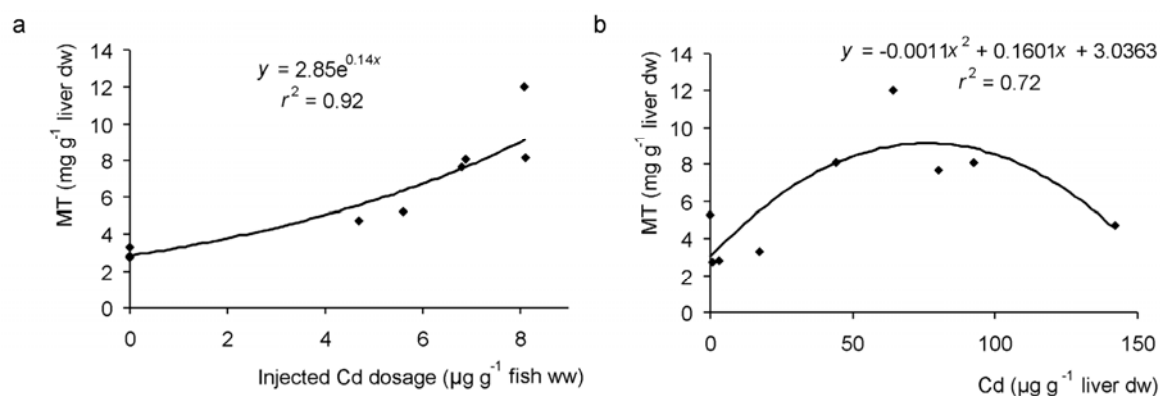 a
y = 2.85e^0.14x
r² = 0.92
MT (mg g⁻¹ liver dw)
14
12
10
8
6
4
2
0
0 2 4 6 8
Injected Cd dosage (µg g⁻¹ fish ww)
b
y = -0.0011x² + 0.1601x + 3.0363
r² = 0.72
MT (mg g⁻¹ liver dw)
14
12
10
8
6
4
2
0
0 50 100 150
Cd (µg g⁻¹ liver dw)